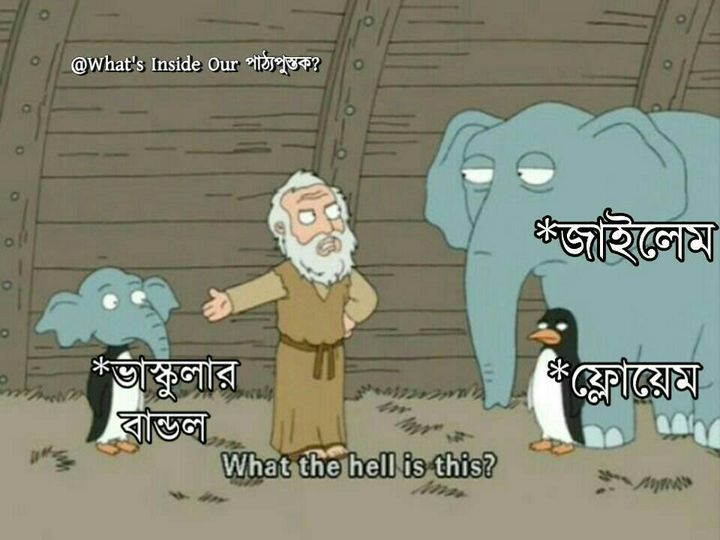 @What's Inside Our পাঠ্যপুস্তক?
*জাইলেম
*ভাস্কুলার
বান্ডল
*ফ্লোয়েম
What the hell is this?